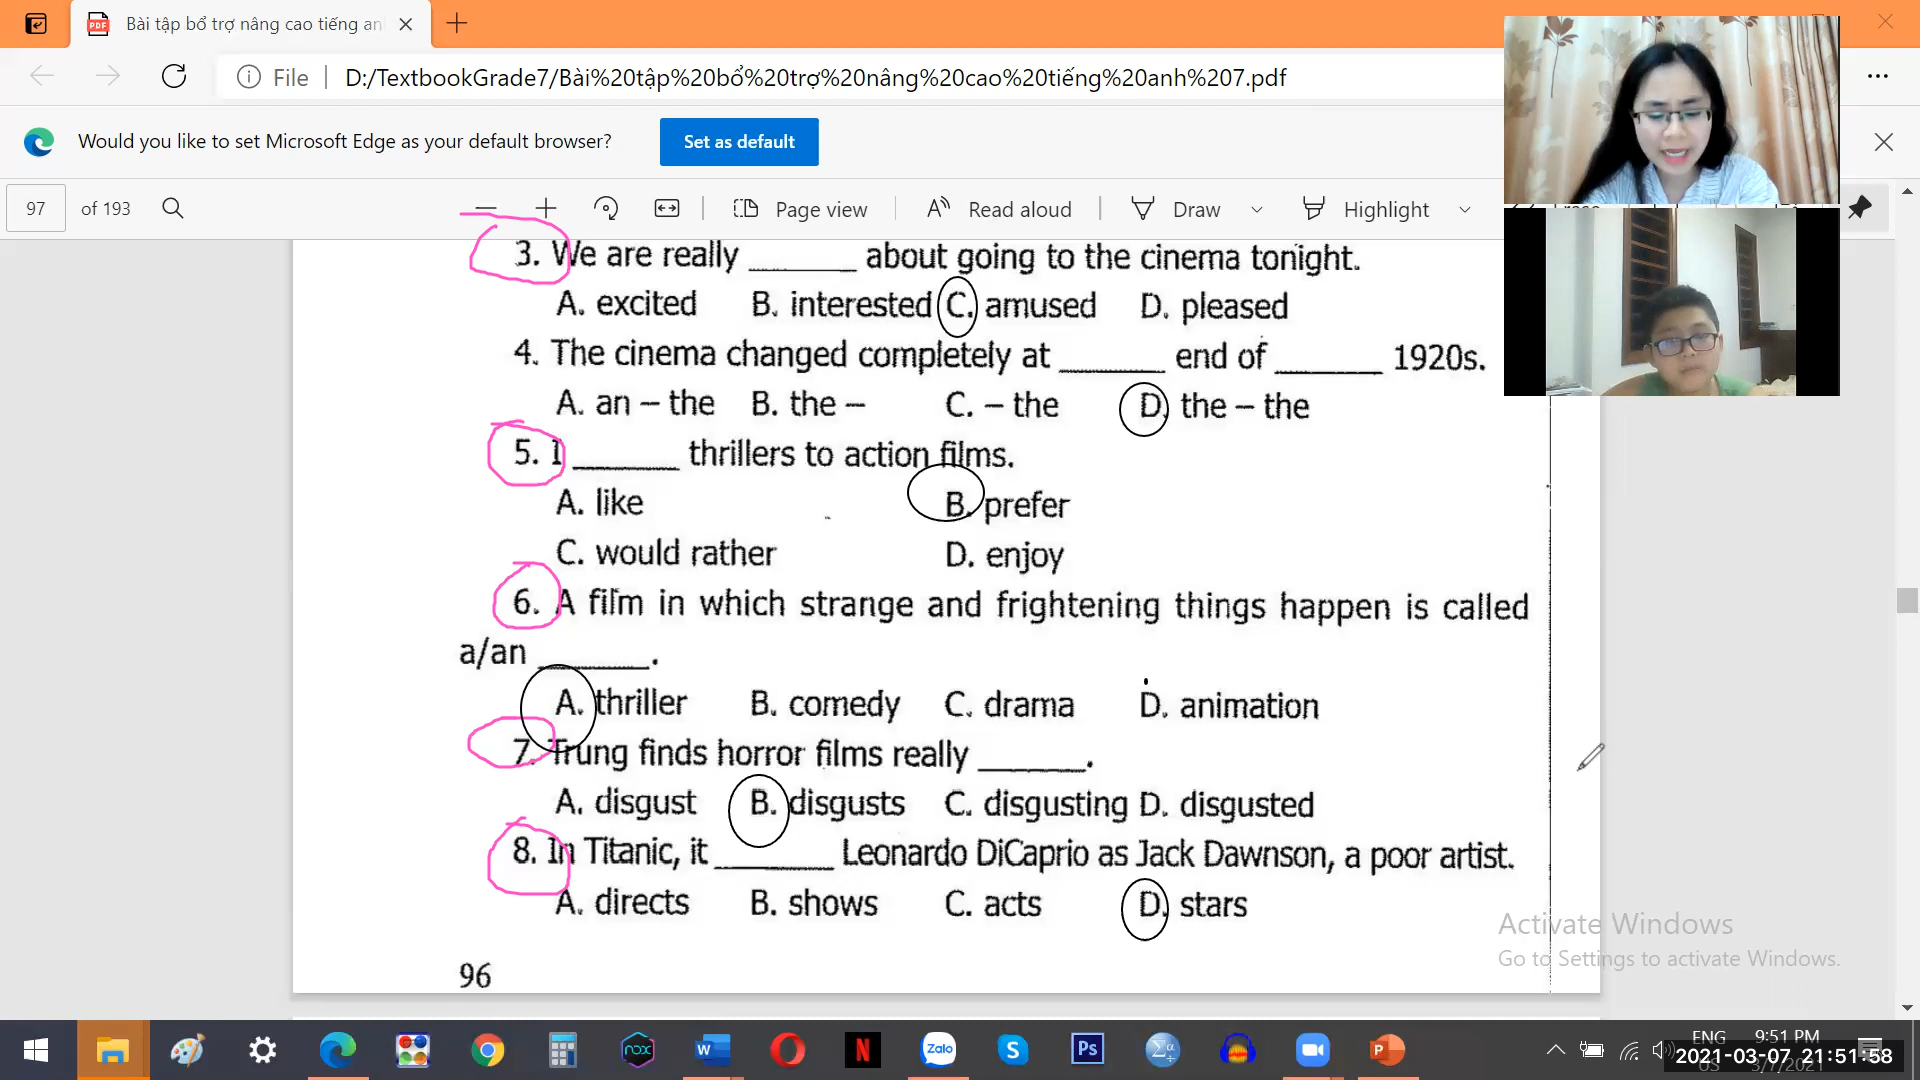 Bài tập bổ trợ nâng cao tiếng an
File D:/TextbookGrade7/Bài%20tập%20bổ%20trợ%20nâng%20cao%20tiếng%20anh%207.pdf
Would you like to set Microsoft Edge as your default browser? Set as default
97 of 193 Page view Read aloud Draw Highlight
3. We are really ______ about going to the cinema tonight.
A. excited B. interested C. amused D. pleased
4. The cinema changed completely at ______ end of ______ 1920s.
A. an – the B. the – C. – the D. the – the
5. I ______ thrillers to action films.
A. like B. prefer
C. would rather D. enjoy
6. A film in which strange and frightening things happen is called
a/an ______.
A. thriller B. comedy C. drama D. animation
7. Trung finds horror films really ______.
A. disgust B. disgusts C. disgusting D. disgusted
8. In Titanic, it ______ Leonardo DiCaprio as Jack Dawnson, a poor artist.
A. directs B. shows C. acts D. stars
96
Activate Windows
Go to Settings to activate Windows.
nox
W
N
Zalo
S
Ps
Σα
P
ENG 9:51 PM
2021-03-07 21:51:58